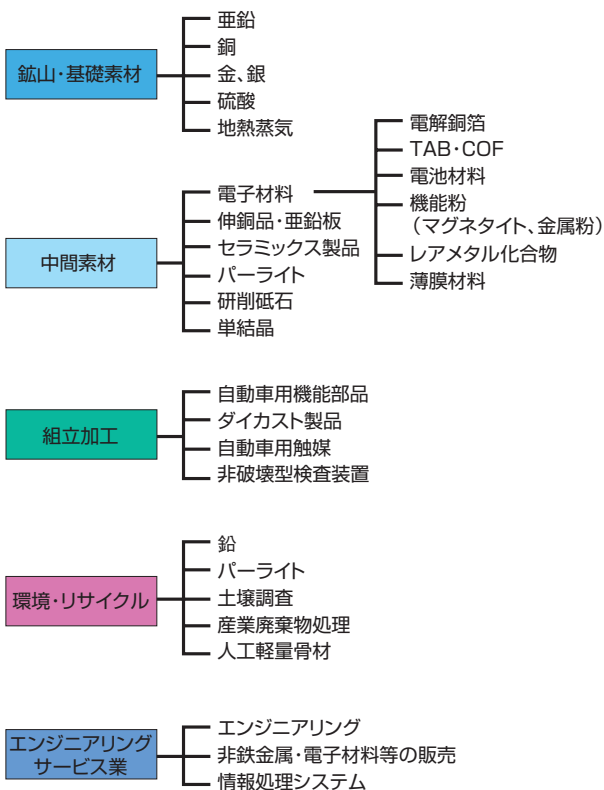 鉱山・基礎素材
亜鉛
銅
金、銀
硫酸
地熱蒸気
中間素材
電子材料
伸銅品・亜鉛板
セラミックス製品
パーライト
研削砥石
単結晶
電解銅箔
TAB・COF
電池材料
機能粉
（マグネタイト、金属粉）
レアメタル化合物
薄膜材料
組立加工
自動車用機能部品
ダイカスト製品
自動車用触媒
非破壊型検査装置
環境・リサイクル
鉛
パーライト
土壌調査
産業廃棄物処理
人工軽量骨材
エンジニアリング
サービス業
エンジニアリング
非鉄金属・電子材料等の販売
情報処理システム